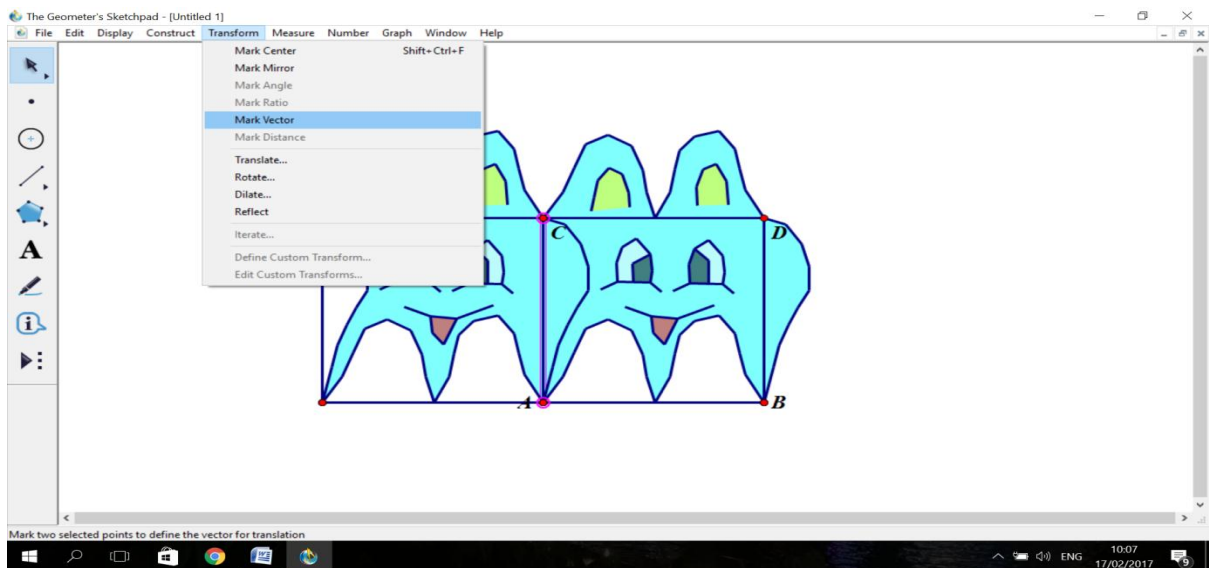 The Geometer's Sketchpad - [Untitled 1]
File Edit Display Construct Transform Measure Number Graph Window Help
Mark Center Shift+Ctrl+F
Mark Mirror
Mark Angle
Mark Ratio
Mark Vector
Mark Distance
Translate...
Rotate...
Dilate...
Reflect
Iterate...
Define Custom Transform...
Edit Custom Transforms...
A
C
D
A
B
Mark two selected points to define the vector for translation
ENG
10:07
17/02/2017
9